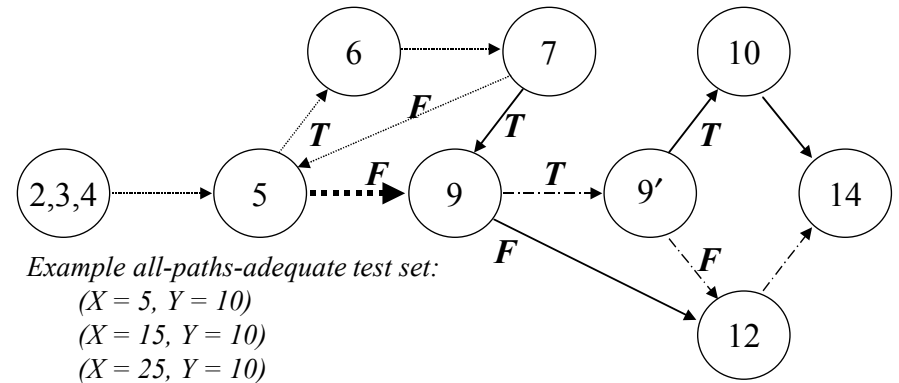 6
7
10
F
T
T
T
2,3,4
5
F
9
T
9′
14
F
F
12
Example all-paths-adequate test set:
(X = 5, Y = 10)
(X = 15, Y = 10)
(X = 25, Y = 10)